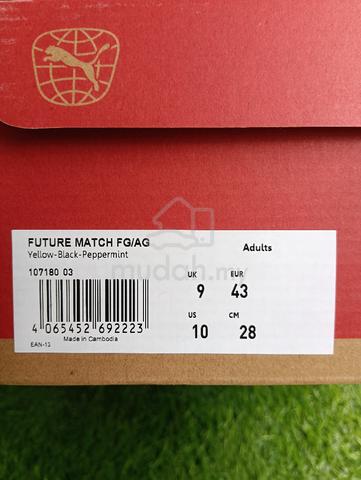 FUTURE MATCH FG/AG
Yellow-Black-Peppermint
Adults
107180 03
UK EUR
9 43
US CM
10 28
4 065452 692223
Made in Cambodia
EAN-13
mudah.my